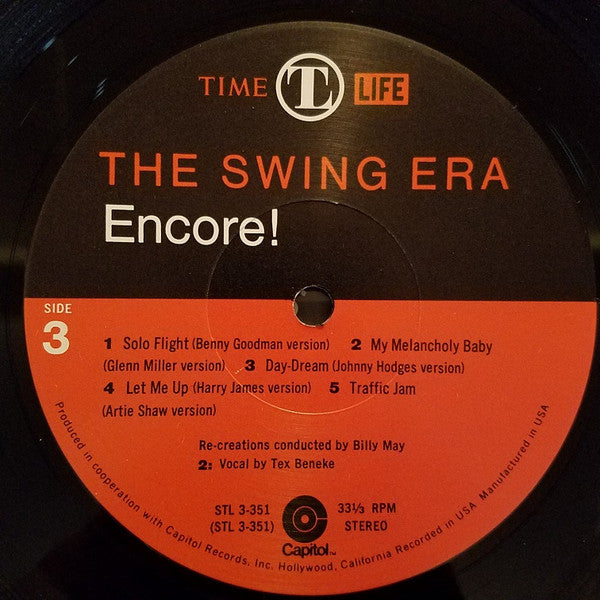 TIME TL LIFE
THE SWING ERA
Encore!
SIDE
3
1 Solo Flight (Benny Goodman version) 2 My Melancholy Baby
(Glenn Miller version) 3 Day-Dream (Johnny Hodges version)
4 Let Me Up (Harry James version) 5 Traffic Jam
(Artie Shaw version)
Re-creations conducted by Billy May
2: Vocal by Tex Beneke
STL 3-351 33⅓ RPM
(STL 3-351) STEREO
Capitol™
Produced in cooperation with Capitol Records, Inc. Hollywood, California Recorded in USA Manufactured in USA